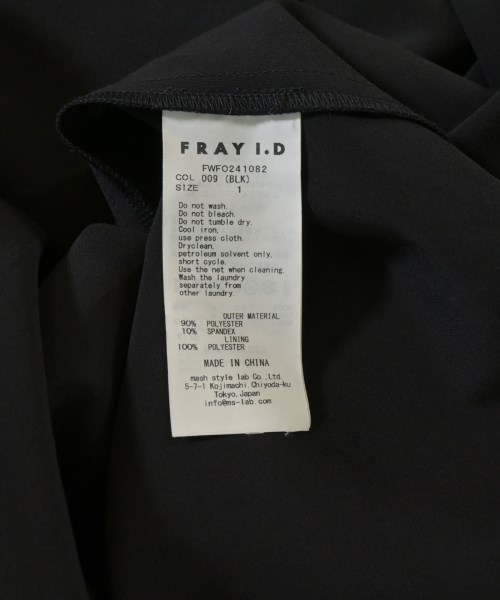 FRAY I.D
FWFO241082
COL 009 (BLK)
SIZE 1
Do not wash.
Do not bleach.
Do not tumble dry.
Cool iron,
use press cloth.
Dryclean,
petroleum solvent only,
short cycle.
Use the net when cleaning.
Wash the laundry
separately from
other laundry.
OUTER MATERIAL
90% POLYESTER
10% SPANDEX
LINING
100% POLYESTER
MADE IN CHINA
mash style lab Co.,Ltd.
5-7-1 Kojimachi,Chiyoda-ku
Tokyo,Japan
info@ms-lab.com